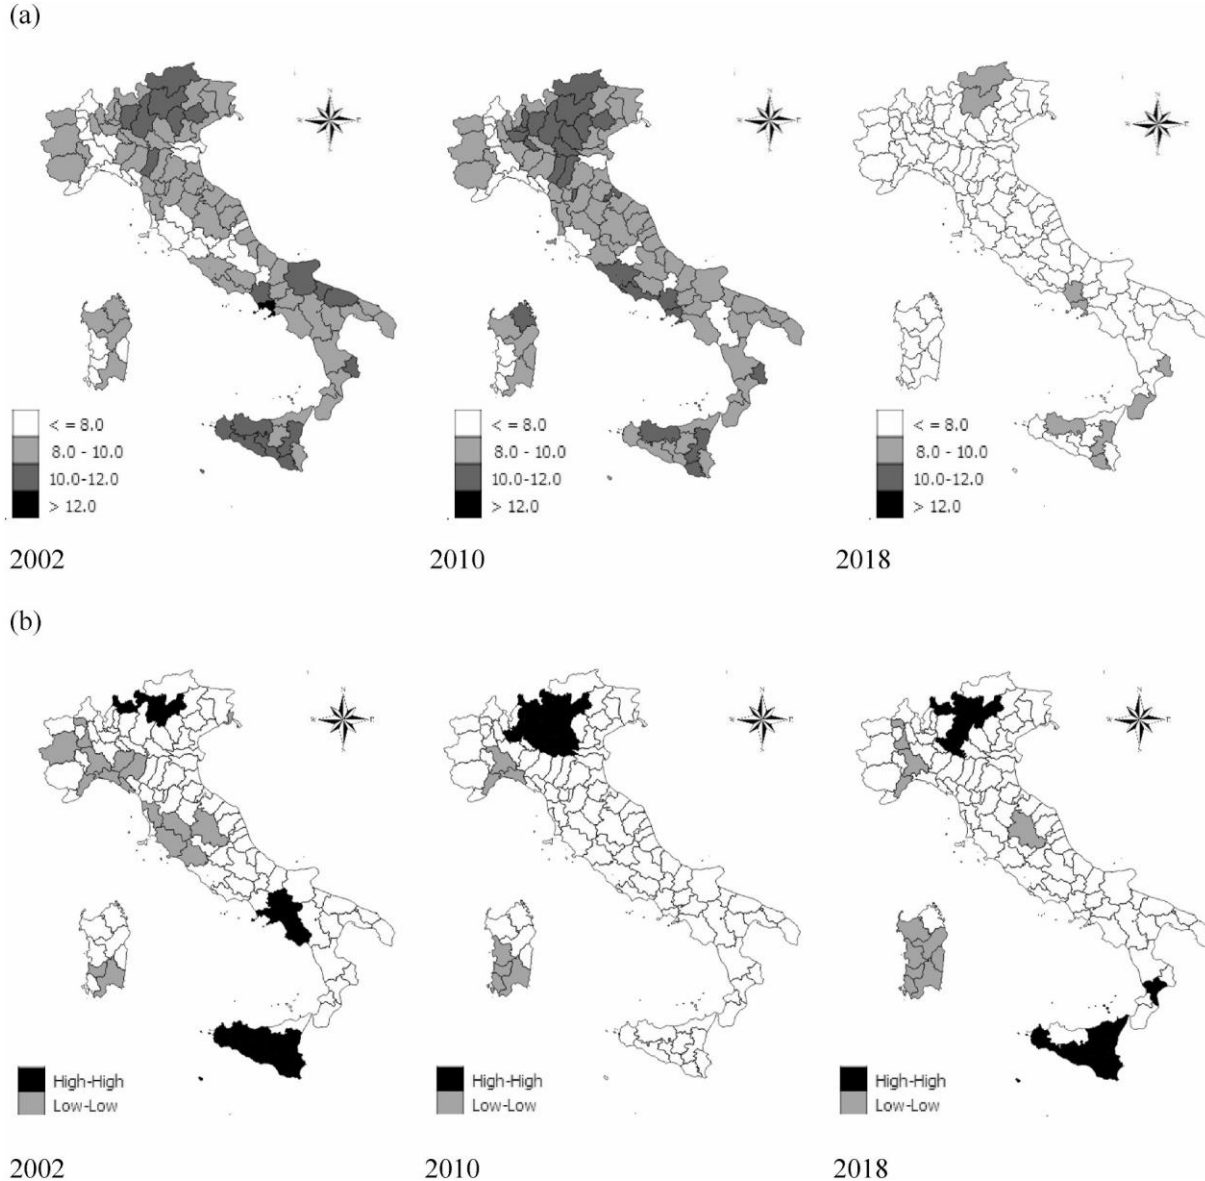 (a)
N
W
E
S
N
W
E
S
N
W
E
S
< = 8.0
8.0 - 10.0
10.0-12.0
> 12.0
< = 8.0
8.0 - 10.0
10.0-12.0
> 12.0
< = 8.0
8.0 - 10.0
10.0-12.0
> 12.0
2002
2010
2018
(b)
N
W
E
S
N
W
E
S
N
W
E
S
High-High
Low-Low
High-High
Low-Low
High-High
Low-Low
2002
2010
2018